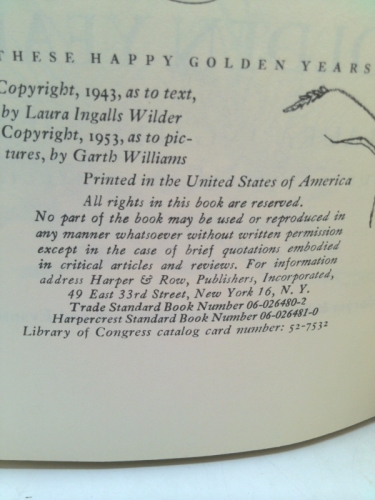 THESE HAPPY GOLDEN YEARS
Copyright, 1943, as to text,
by Laura Ingalls Wilder
Copyright, 1953, as to pic-
tures, by Garth Williams
Printed in the United States of America
All rights in this book are reserved.
No part of the book may be used or reproduced in
any manner whatsoever without written permission
except in the case of brief quotations embodied
in critical articles and reviews. For information
address Harper & Row, Publishers, Incorporated,
49 East 33rd Street, New York 16, N. Y.
Trade Standard Book Number 06-026480-2
Harpercrest Standard Book Number 06-026481-0
Library of Congress catalog card number: 52-7532